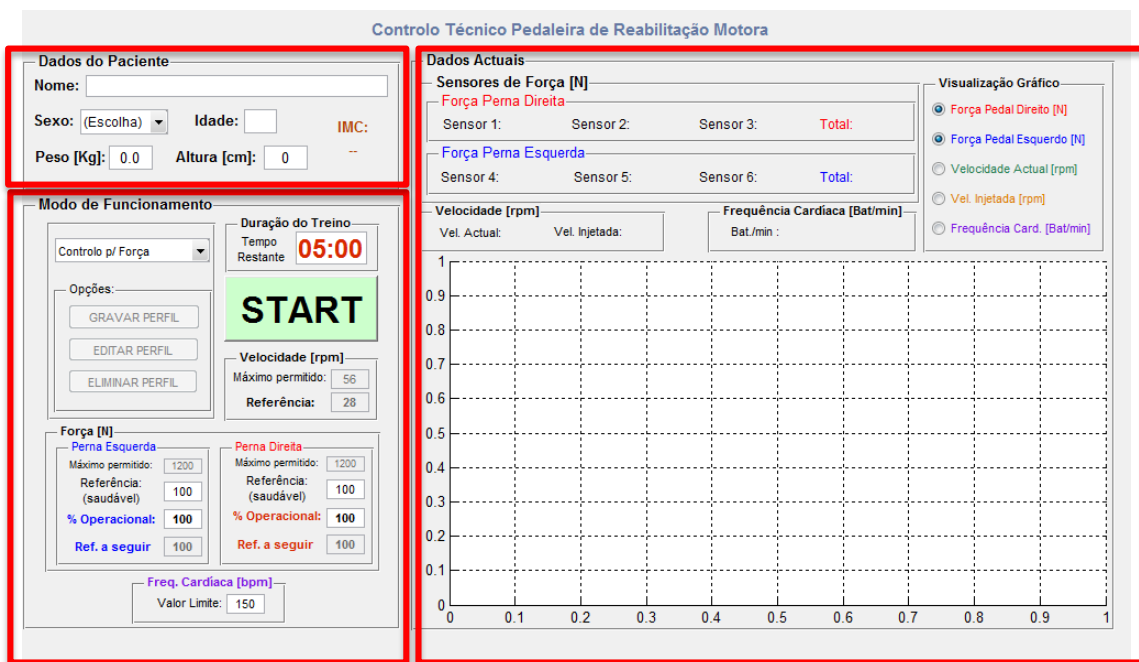 Controlo Técnico Pedaleira de Reabilitação Motora
Dados do Paciente
Nome:
Sexo: (Escolha) Idade: IMC:
Peso [Kg]: 0.0 Altura [cm]: 0 --
Modo de Funcionamento
Controlo p/ Força
Opções:
GRAVAR PERFIL
EDITAR PERFIL
ELIMINAR PERFIL
Duração do Treino
Tempo
Restante 05:00
START
Velocidade [rpm]
Máximo permitido: 56
Referência: 28
Força [N]
Perna Esquerda
Máximo permitido: 1200
Referência:
(saudável) 100
% Operacional: 100
Ref. a seguir 100
Perna Direita
Máximo permitido: 1200
Referência:
(saudável) 100
% Operacional: 100
Ref. a seguir 100
Freq. Cardíaca [bpm]
Valor Limite: 150
Dados Actuais
Sensores de Força [N]
Força Perna Direita
Sensor 1: Sensor 2: Sensor 3: Total:
Força Perna Esquerda
Sensor 4: Sensor 5: Sensor 6: Total:
Velocidade [rpm]
Vel. Actual: Vel. Injetada:
Frequência Cardíaca [Bat/min]
Bat./min :
Visualização Gráfico
Força Pedal Direito [N]
Força Pedal Esquerdo [N]
Velocidade Actual [rpm]
Vel. Injetada [rpm]
Frequência Card. [Bat/min]
1
0.9
0.8
0.7
0.6
0.5
0.4
0.3
0.2
0.1
0
0 0.1 0.2 0.3 0.4 0.5 0.6 0.7 0.8 0.9 1